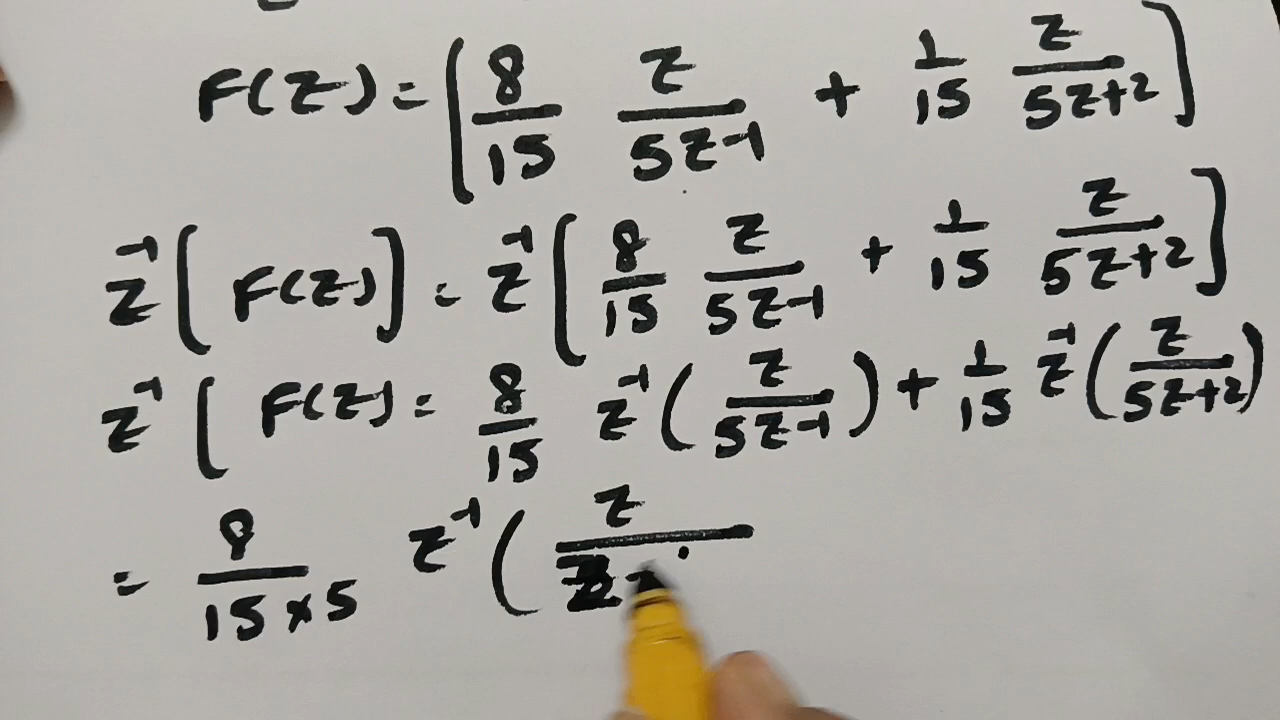 F(Z) = [ 8/15 Z/5Z-1 + 1/15 Z/5Z+2 ]
Z⁻¹ [ F(Z) ] = Z⁻¹ [ 8/15 Z/5Z-1 + 1/15 Z/5Z+2 ]
Z⁻¹ [ F(Z) = 8/15 Z⁻¹ ( Z/5Z-1 ) + 1/15 Z⁻¹ ( Z/5Z+2 )
= 8/15×5 Z⁻¹ ( Z/Z-